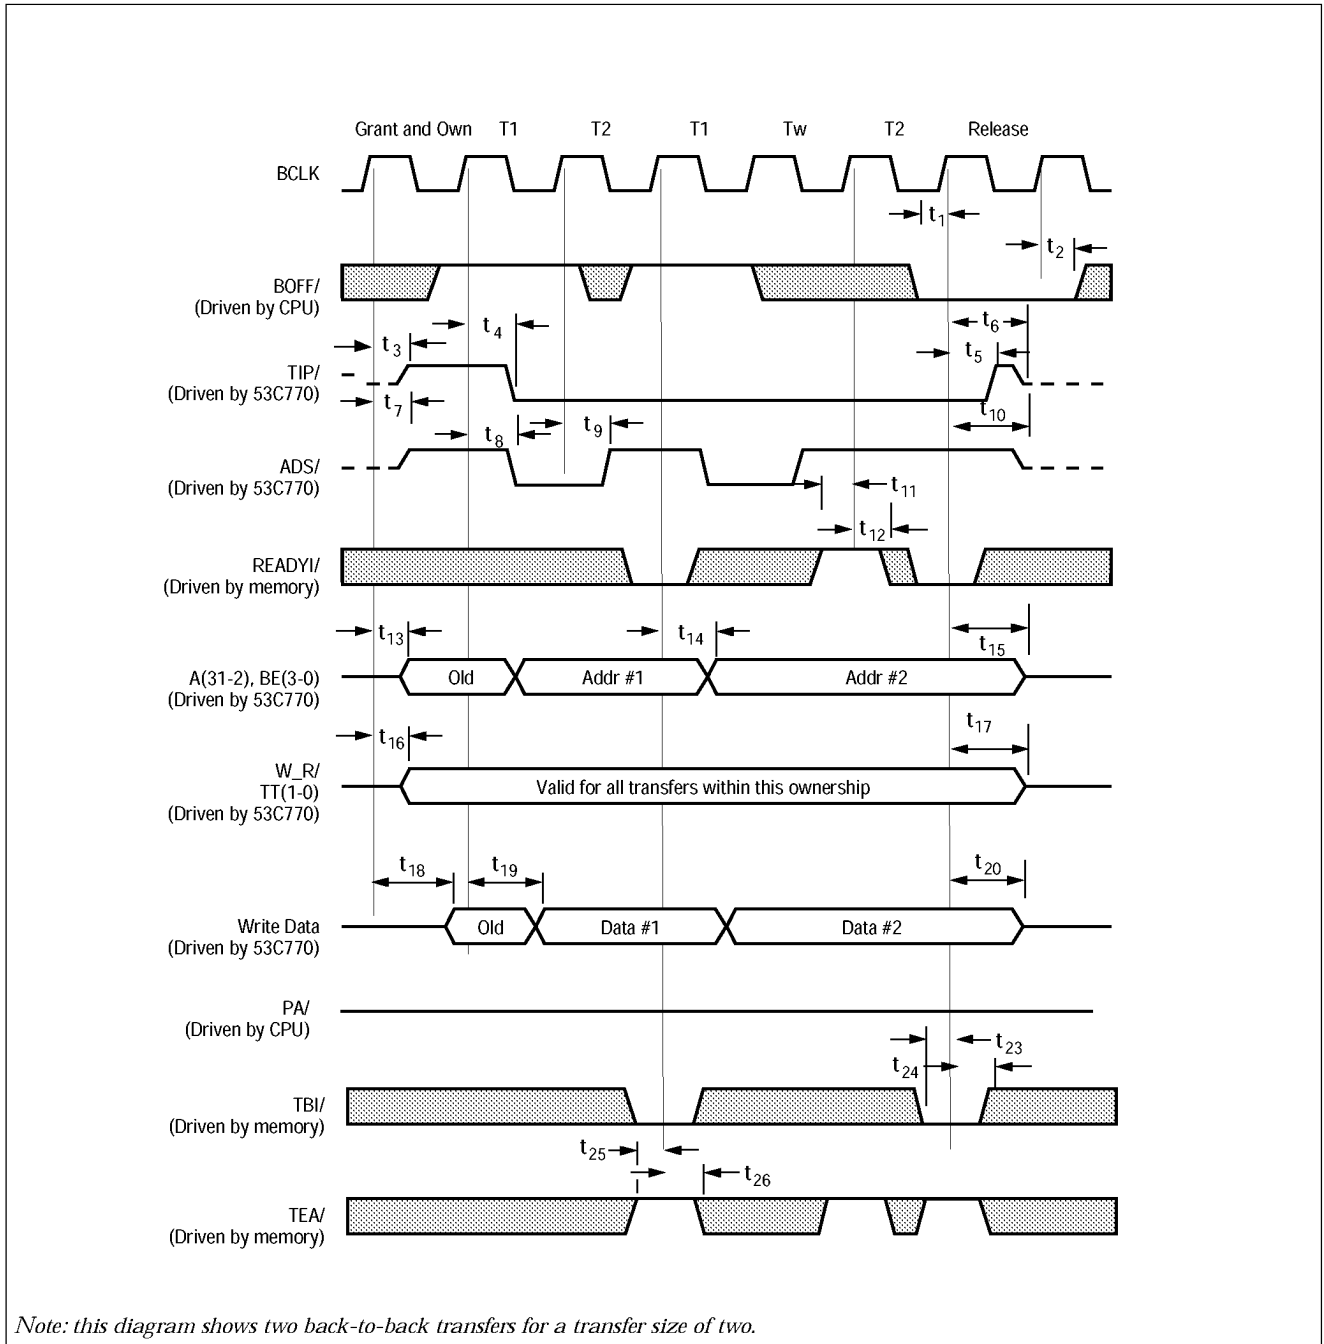 Grant and Own T1 T2 T1 Tw T2 Release
BCLK
t1
t2
BOFF/
(Driven by CPU)
t6
t4
t3
t5
TIP/
(Driven by 53C770)
t7
t10
t8
t9
ADS/
(Driven by 53C770)
t11
t12
READYI/
(Driven by memory)
t13
t14
t15
A(31-2), BE(3-0)
(Driven by 53C770)
Old Addr #1 Addr #2
t16
t17
W_R/
TT(1-0)
(Driven by 53C770)
Valid for all transfers within this ownership
t18
t19
t20
Write Data
(Driven by 53C770)
Old Data #1 Data #2
PA/
(Driven by CPU)
t23
t24
TBI/
(Driven by memory)
t25
t26
TEA/
(Driven by memory)
Note: this diagram shows two back-to-back transfers for a transfer size of two.